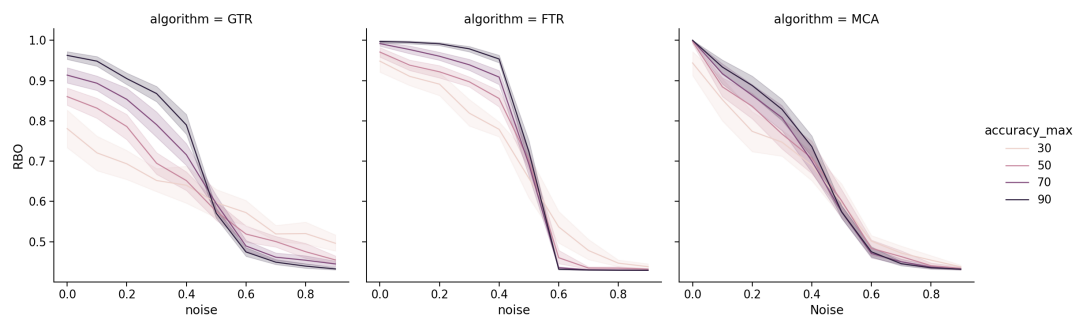 algorithm = GTR
algorithm = FTR
algorithm = MCA
RBO
1.0
0.9
0.8
0.7
0.6
0.5
0.0 0.2 0.4 0.6 0.8
noise
0.0 0.2 0.4 0.6 0.8
noise
0.0 0.2 0.4 0.6 0.8
Noise
accuracy_max
30
50
70
90